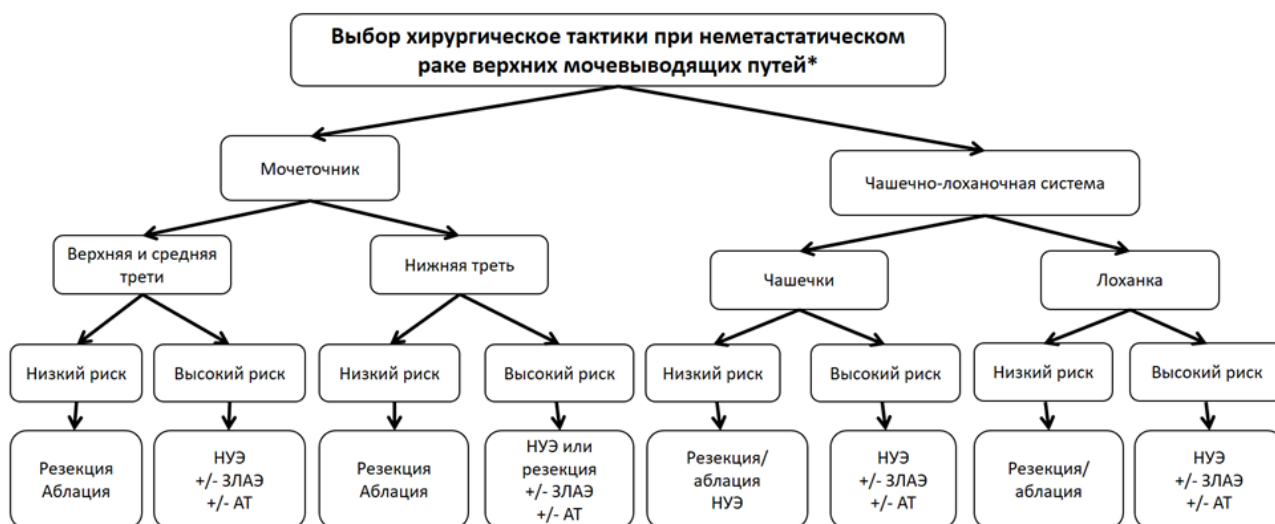 Выбор хирургическое тактики при неметастатическом
раке верхних мочевыводящих путей*
Мочеточник
Чашечно-лоханочная система
Верхняя и средняя
трети
Нижняя треть
Чашечки
Лоханка
Низкий риск
Высокий риск
Низкий риск
Высокий риск
Низкий риск
Высокий риск
Низкий риск
Высокий риск
Резекция
Аблация
НУЭ
+/- ЗЛАЭ
+/- АТ
Резекция
Аблация
НУЭ или
резекция
+/- ЗЛАЭ
+/- АТ
Резекция/
аблация
НУЭ
НУЭ
+/- ЗЛАЭ
+/- АТ
Резекция/
аблация
НУЭ
+/- ЗЛАЭ
+/- АТ